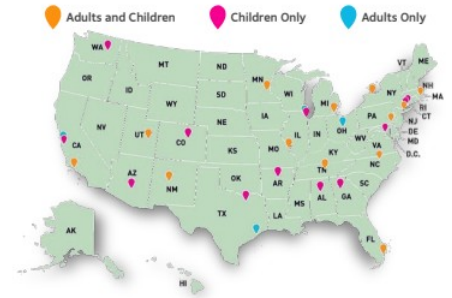 Adults and Children Children Only Adults Only
WA MT ND MN VT ME
OR ID SD WI MI NY NH
MA
WY IA RI
CT
NV NE PA NJ
UT CO IL IN OH DE
MD
CA KS MO WV VA D.C.
KY
NC
AZ NM OK AR TN SC
MS AL GA
TX LA
AK FL
HI